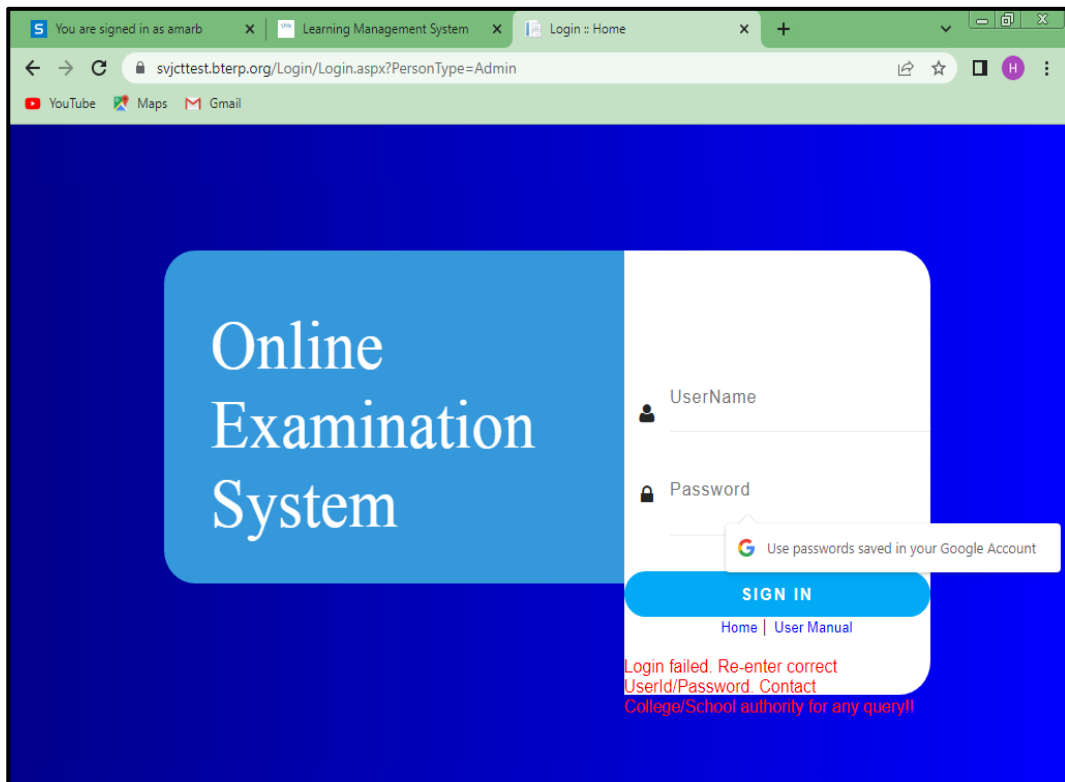 S You are signed in as amarb
Learning Management System
Login :: Home
svjcttest.bterp.org/Login/Login.aspx?PersonType=Admin
H
YouTube Maps Gmail
Online
Examination
System
UserName
Password
G Use passwords saved in your Google Account
SIGN IN
Home | User Manual
Login failed. Re-enter correct
UserId/Password. Contact
College/School authority for any query!!